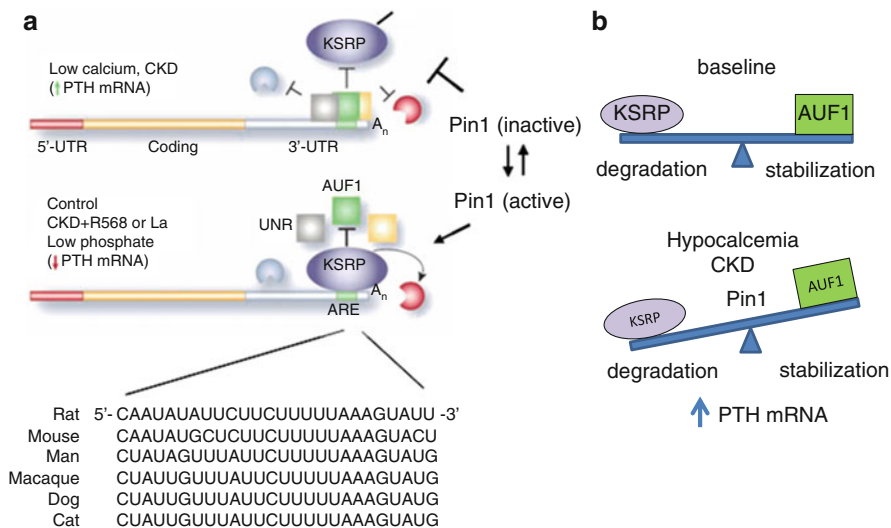 a
KSRP
Low calcium, CKD
(↑PTH mRNA)
5'-UTR Coding 3'-UTR An
Pin1 (inactive)
Pin1 (active)
Control
CKD+R568 or La
Low phosphate
(↓PTH mRNA)
AUF1
UNR
KSRP
An
ARE
Rat 5'- CAAUAUAUUCUUCUUUUUAAAGUAUU -3'
Mouse CAAUAUGCUCUUCUUUUUAAAGUACU
Man CUAUAGUUUAUUCUUUUUAAAGUAUG
Macaque CUAUUGUUUAUUCUUUUUAAAGUAUG
Dog CUAUUGUUUAUUCUUUUUAAAGUAUG
Cat CUAUUGUUUAUUCUUUUUAAAGUAUG
b
baseline
KSRP AUF1
degradation stabilization
Hypocalcemia
CKD
Pin1
KSRP AUF1
degradation stabilization
↑ PTH mRNA